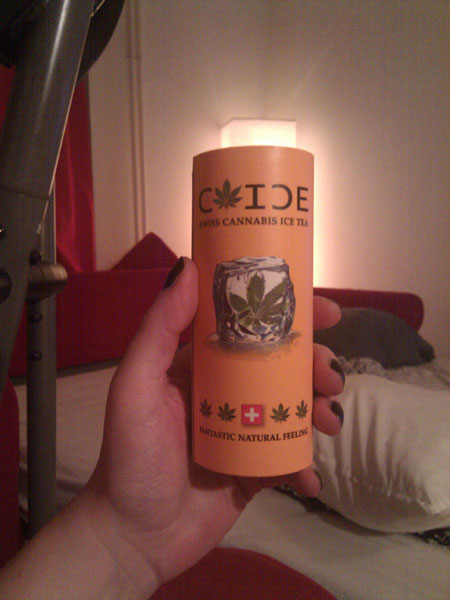 C ICE
SWISS CANNABIS ICE TEA
FANTASTIC NATURAL FEELING